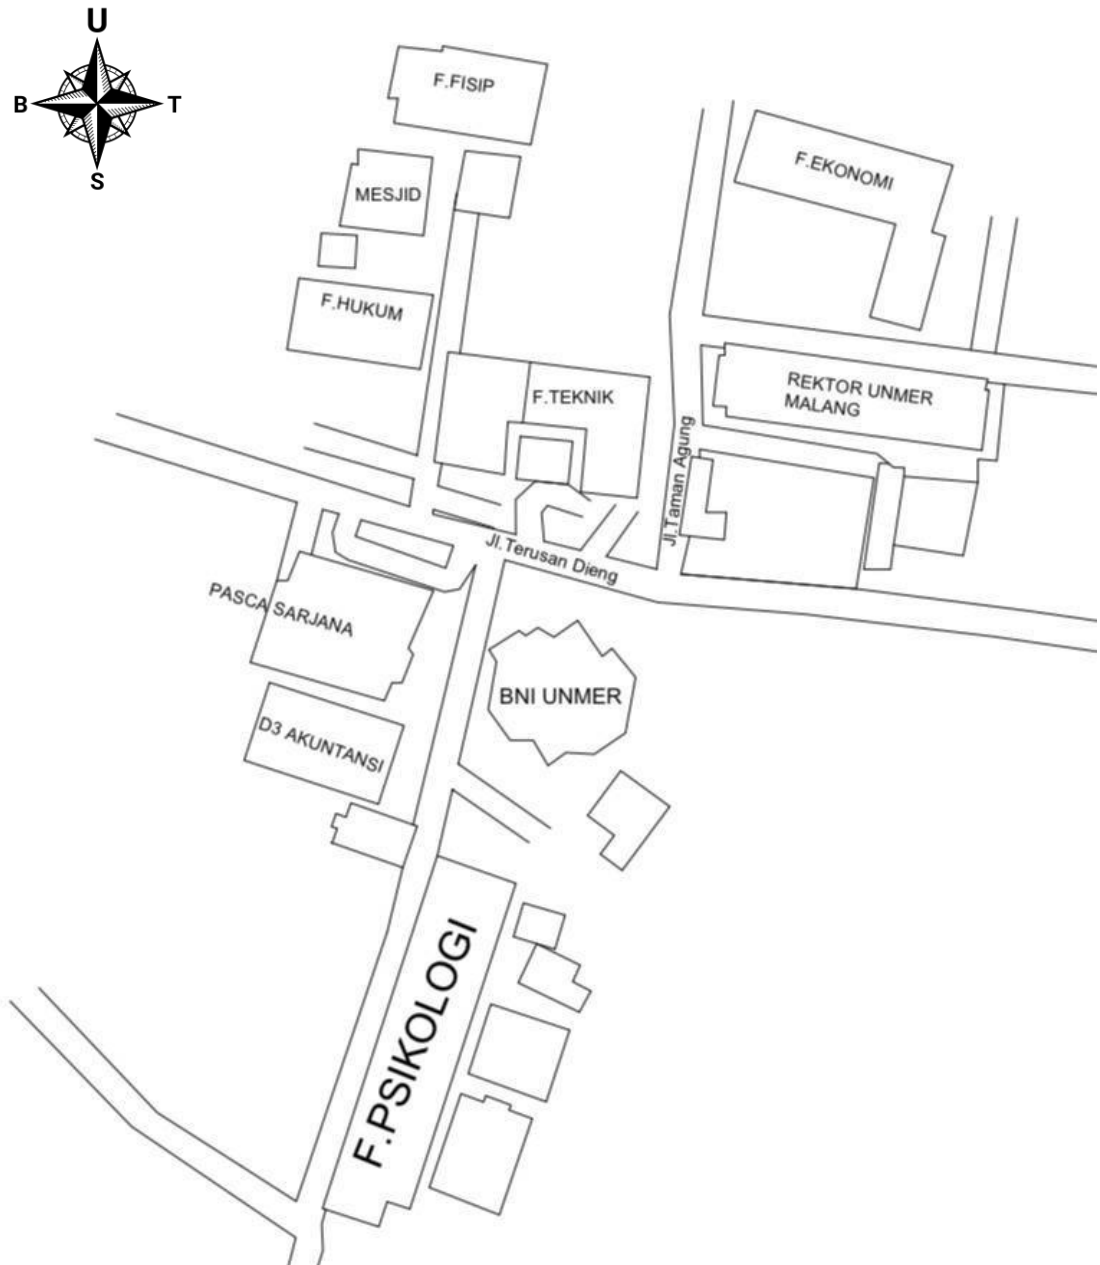 U
B
T
S
F.FISIP
MESJID
F.HUKUM
F.EKONOMI
F.TEKNIK
REKTOR UNMER
MALANG
Jl.Taman Agung
Jl.Terusan Dieng
PASCA SARJANA
BNI UNMER
D3 AKUNTANSI
F.PSIKOLOGI